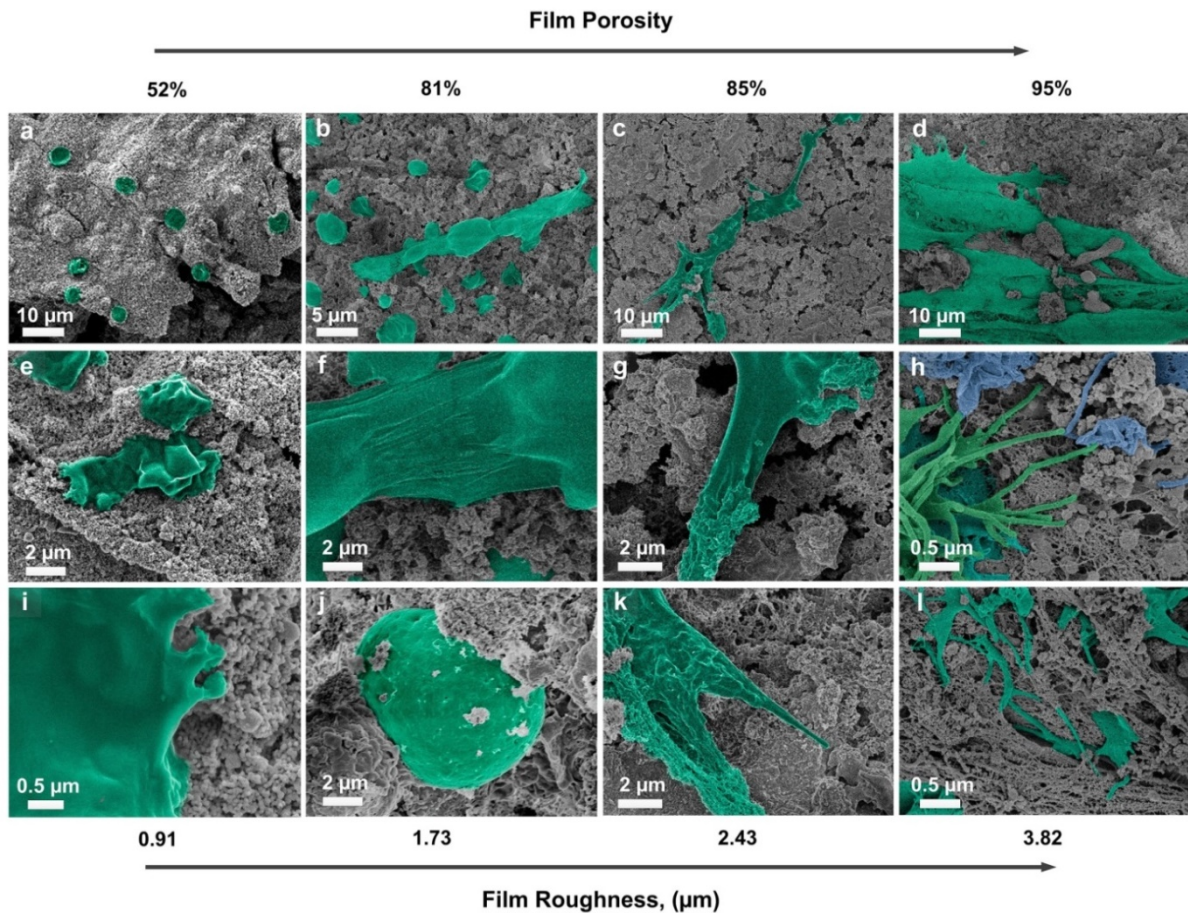 Film Porosity
52% 81% 85% 95%
a b c d
10 µm 5 µm 10 µm 10 µm
e f g h
2 µm 2 µm 2 µm 0.5 µm
i j k l
0.5 µm 2 µm 2 µm 0.5 µm
0.91 1.73 2.43 3.82
Film Roughness, (µm)